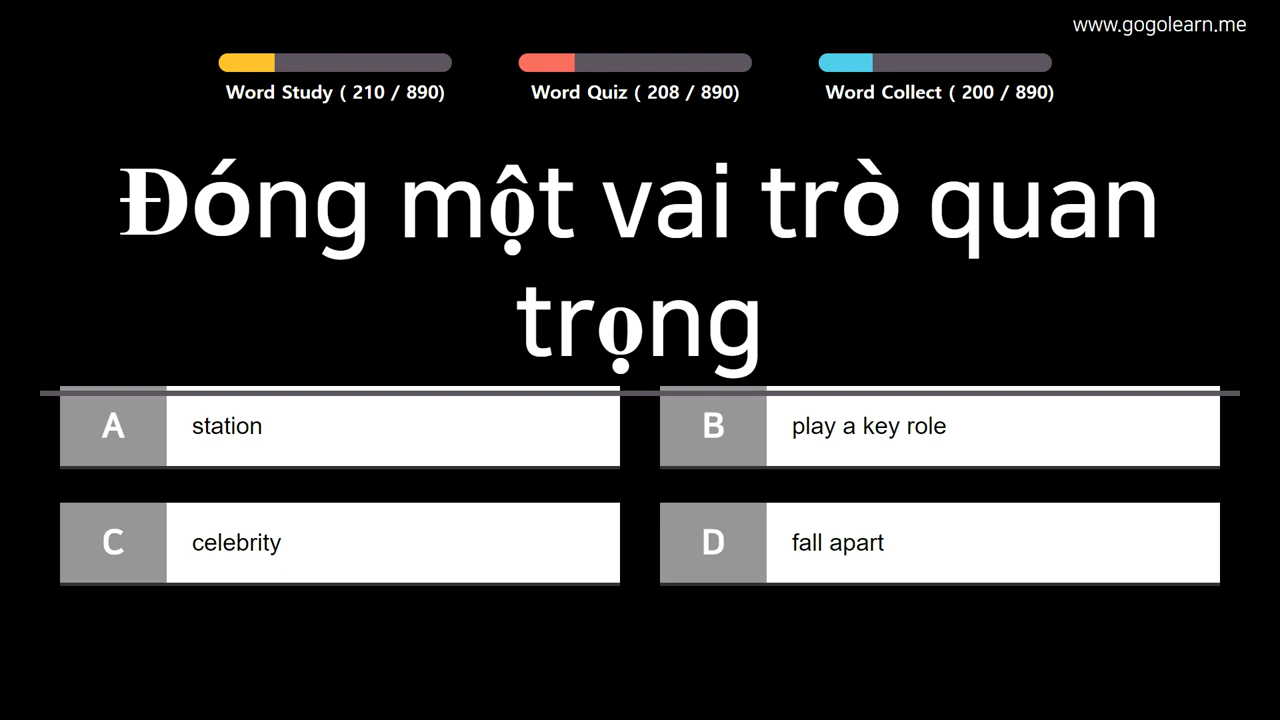 www.gogolearn.me
Word Study ( 210 / 890)
Word Quiz ( 208 / 890)
Word Collect ( 200 / 890)
Đóng một vai trò quan
trọng
A station
B play a key role
C celebrity
D fall apart